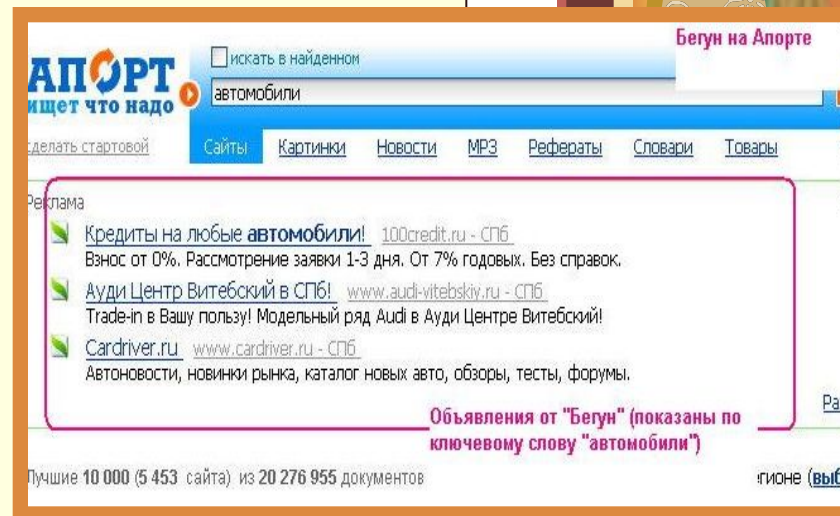 Бегун на Апорте
АПОРТ
ищет что надо
искать в найденном
автомобили
сделать стартовой
Сайты Картинки Новости МР3 Рефераты Словари Товары
Реклама
Кредиты на любые автомобили! 100credit.ru - СПб
Взнос от 0%. Рассмотрение заявки 1-3 дня. От 7% годовых. Без справок.
Ауди Центр Витебский в СПб! www.audi-vitebskiy.ru - СПб
Trade-in в Вашу пользу! Модельный ряд Audi в Ауди Центре Витебский!
Cardriver.ru www.cardriver.ru - СПб
Автоновости, новинки рынка, каталог новых авто, обзоры, тесты, форумы.
Объявления от "Бегун" (показаны по
ключевому слову "автомобили")
Лучшие 10 000 (5 453 сайта) из 20 276 955 документов